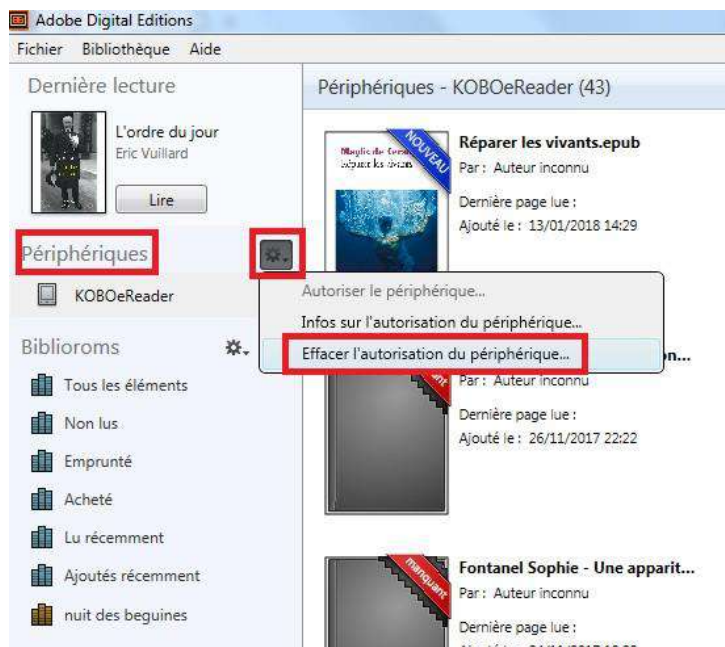 Adobe Digital Editions
Fichier Bibliothèque Aide
Dernière lecture
L'ordre du jour
Eric Vuillard
Lire
Périphériques
KOBOeReader
Biblioroms
Tous les éléments
Non lus
Emprunté
Acheté
Lu récemment
Ajoutés récemment
nuit des beguines
Périphériques - KOBOeReader (43)
NOUVEAU
Réparer les vivants
Réparer les vivants.epub
Par : Auteur inconnu
Dernière page lue :
Ajouté le : 13/01/2018 14:29
Autoriser le périphérique...
Infos sur l'autorisation du périphérique...
Effacer l'autorisation du périphérique...
n...
Par : Auteur inconnu
Dernière page lue :
Ajouté le : 26/11/2017 22:22
manquant
Fontanel Sophie - Une apparit...
Par : Auteur inconnu
Dernière page lue :